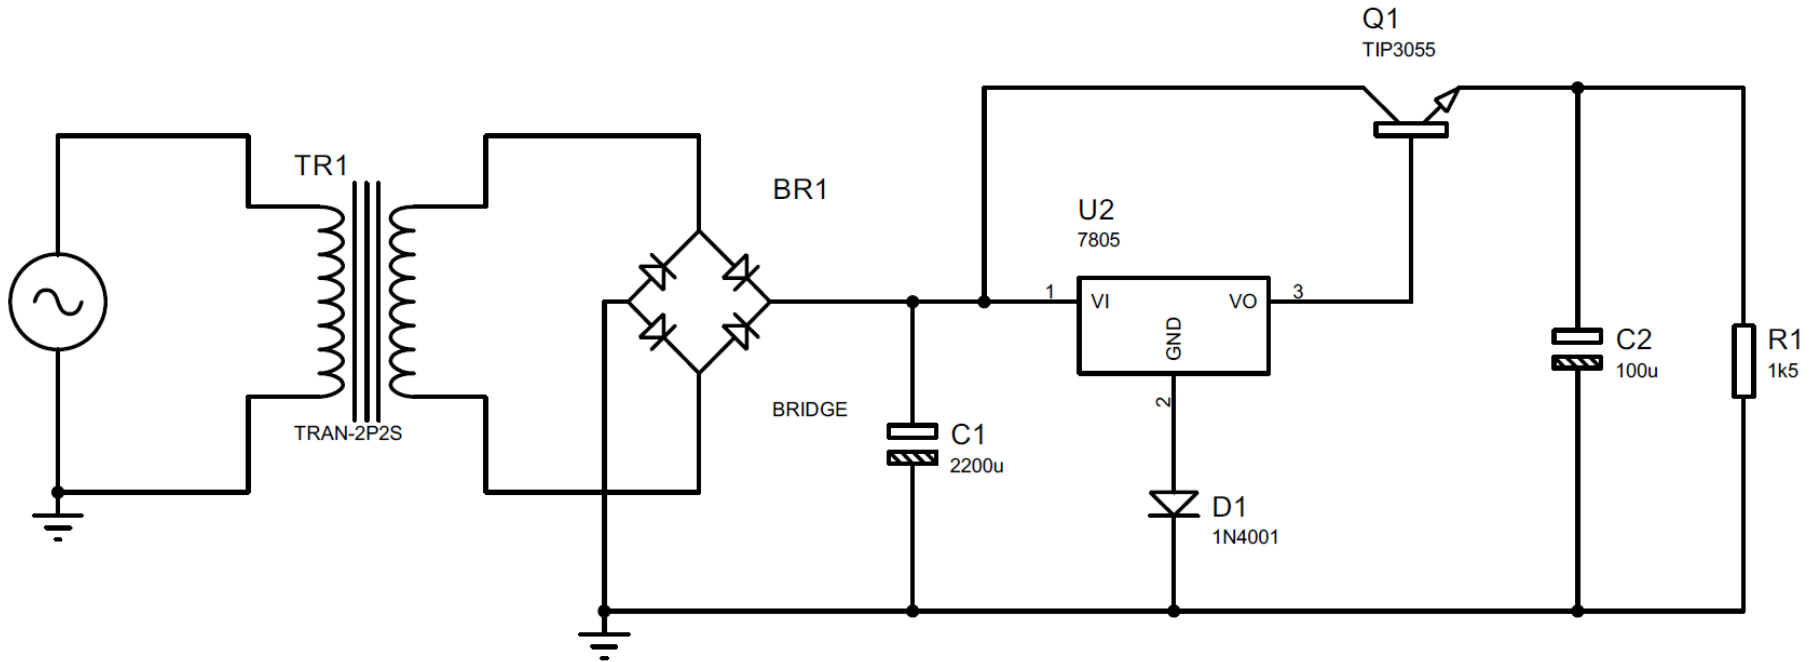 Q1
TIP3055
TR1
TRAN-2P2S
BR1
BRIDGE
U2
7805
1
VI
VO
3
GND
2
C1
2200u
D1
1N4001
C2
100u
R1
1k5